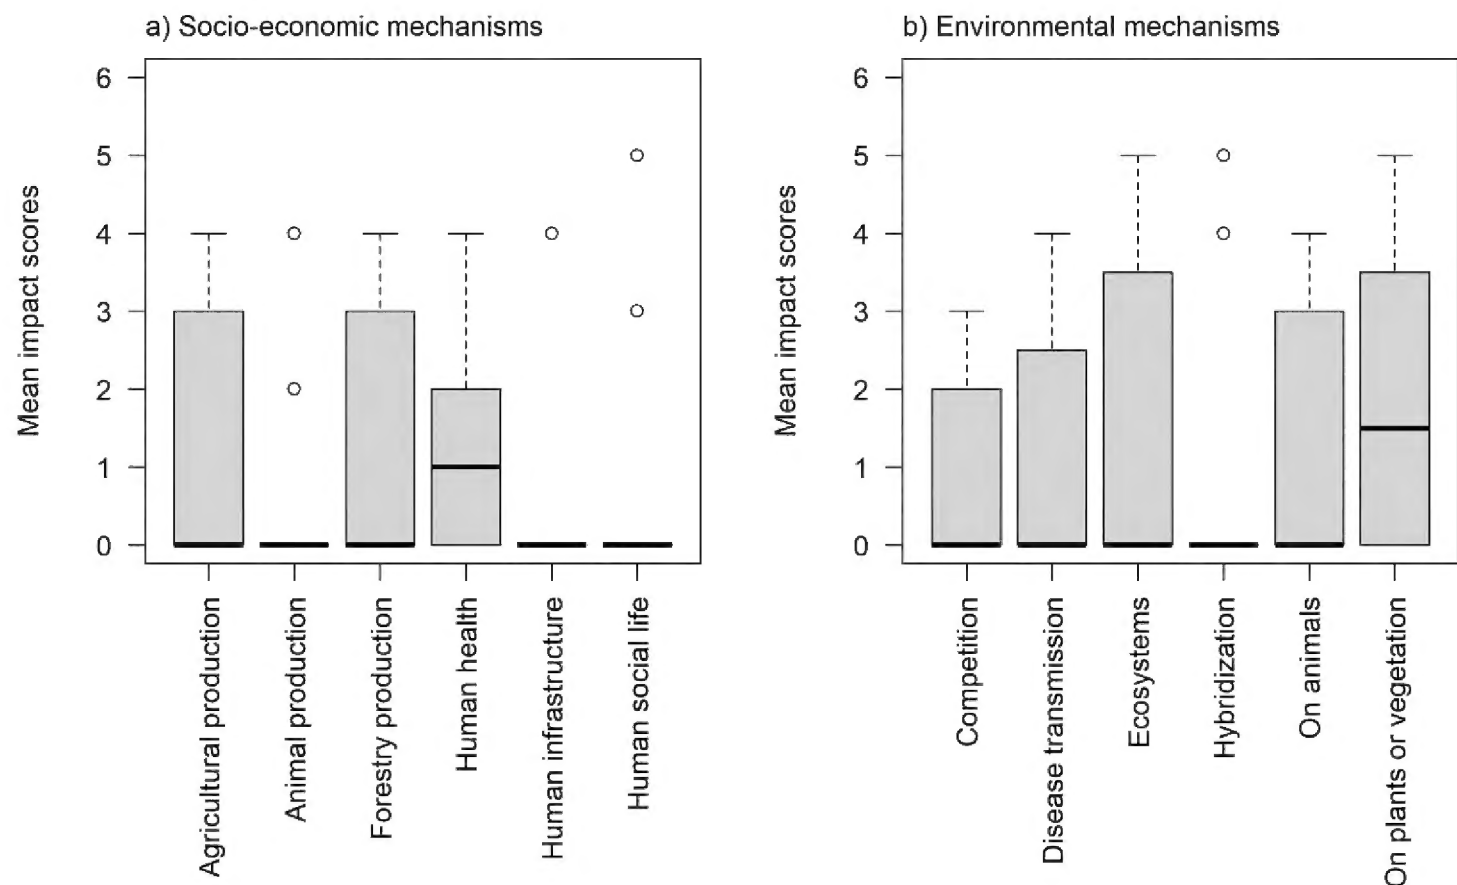 a) Socio-economic mechanisms
Mean impact scores
6
5
4
3
2
1
0
Agricultural production
Animal production
Forestry production
Human health
Human infrastructure
Human social life
b) Environmental mechanisms
Mean impact scores
6
5
4
3
2
1
0
Competition
Disease transmission
Ecosystems
Hybridization
On animals
On plants or vegetation